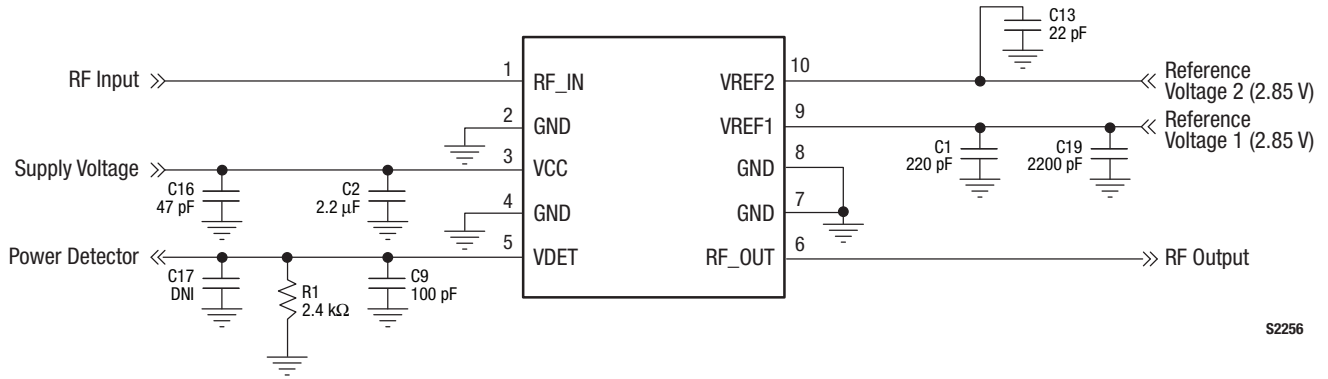 C13
22 pF
RF Input
1
RF_IN
VREF2
10
Reference
Voltage 2 (2.85 V)
2
GND
VREF1
9
Reference
Voltage 1 (2.85 V)
Supply Voltage
3
VCC
GND
8
C1
220 pF
C19
2200 pF
C16
47 pF
C2
2.2 μF
4
GND
GND
7
Power Detector
5
VDET
RF_OUT
6
RF Output
C17
DNI
R1
2.4 kΩ
C9
100 pF
S2256